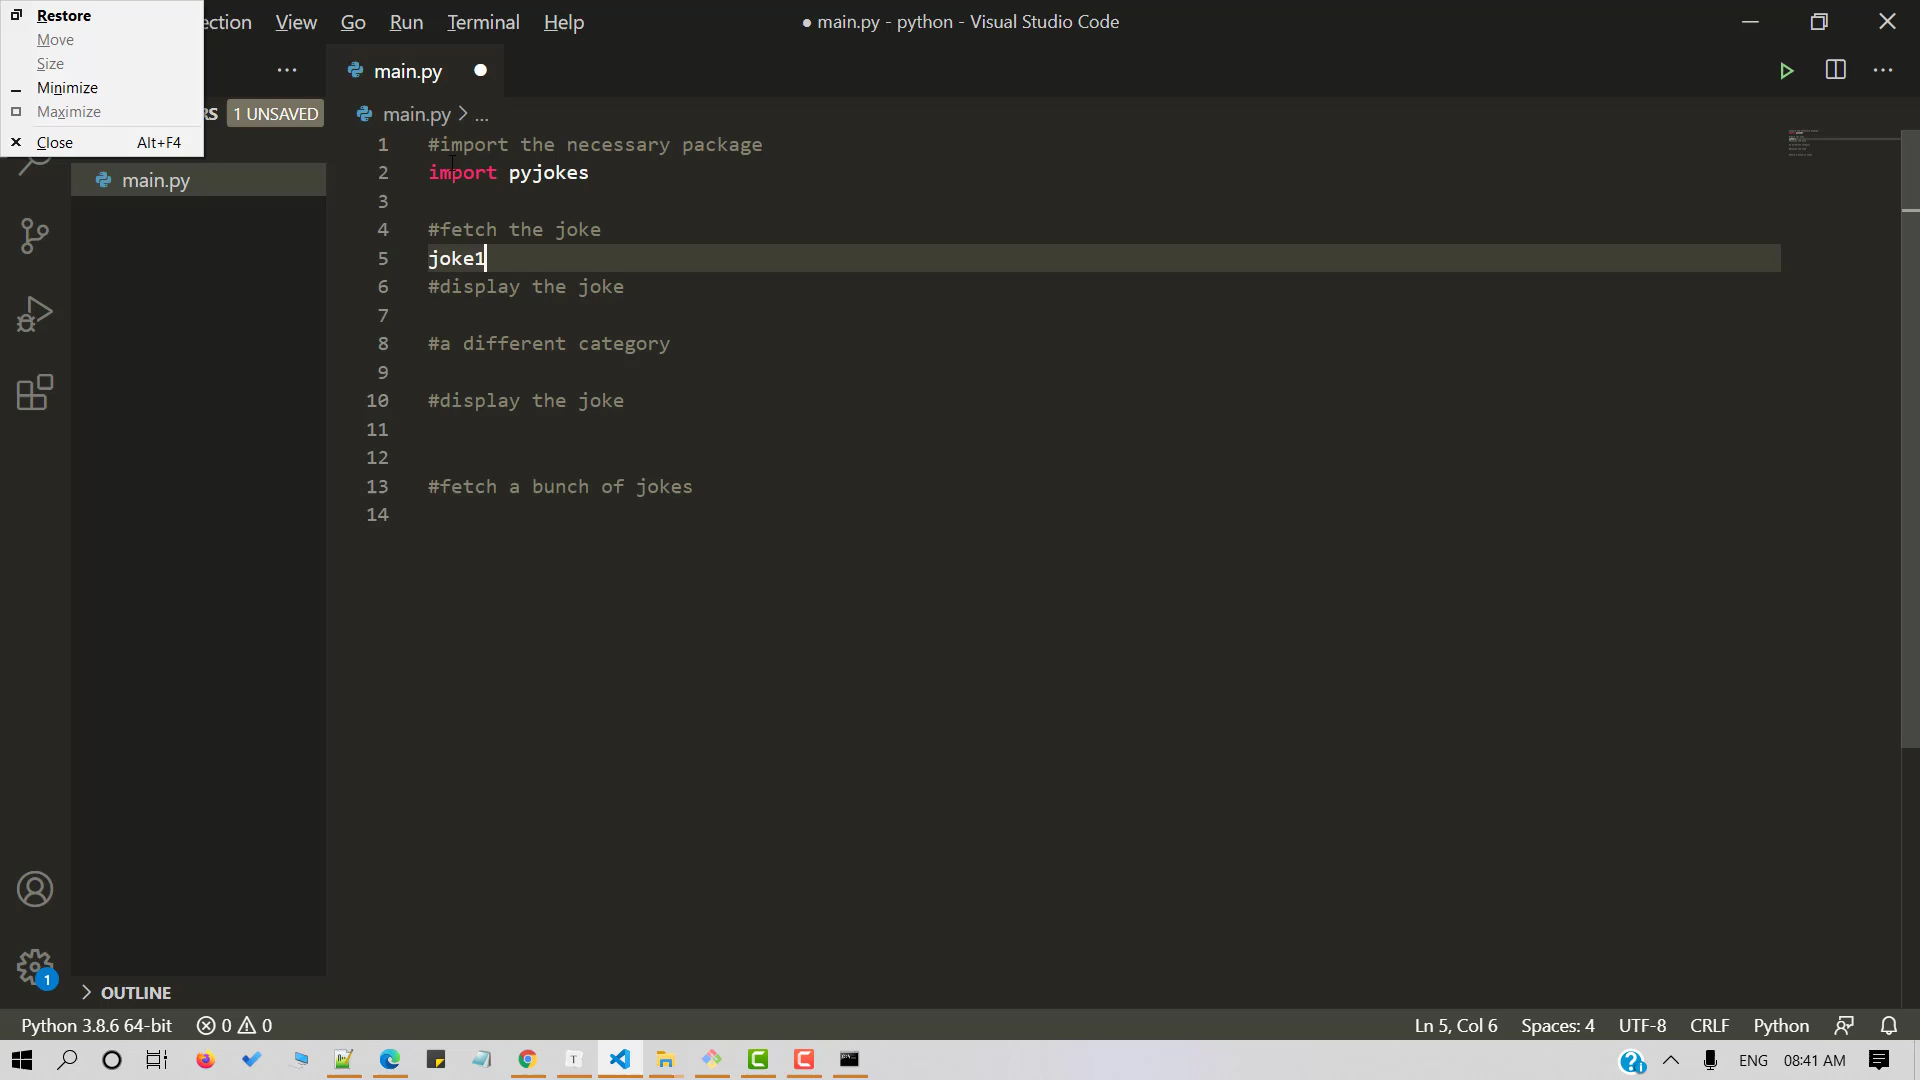 Restore
Move
Size
Minimize
Maximize
Close Alt+F4
ection View Go Run Terminal Help
● main.py - python - Visual Studio Code
main.py
RS 1 UNSAVED
main.py
main.py > ...
1 #import the necessary package
2 import pyjokes
3
4 #fetch the joke
5 joke1
6 #display the joke
7
8 #a different category
9
10 #display the joke
11
12
13 #fetch a bunch of jokes
14
1
OUTLINE
Python 3.8.6 64-bit 0 0
Ln 5, Col 6 Spaces: 4 UTF-8 CRLF Python
ENG 08:41 AM